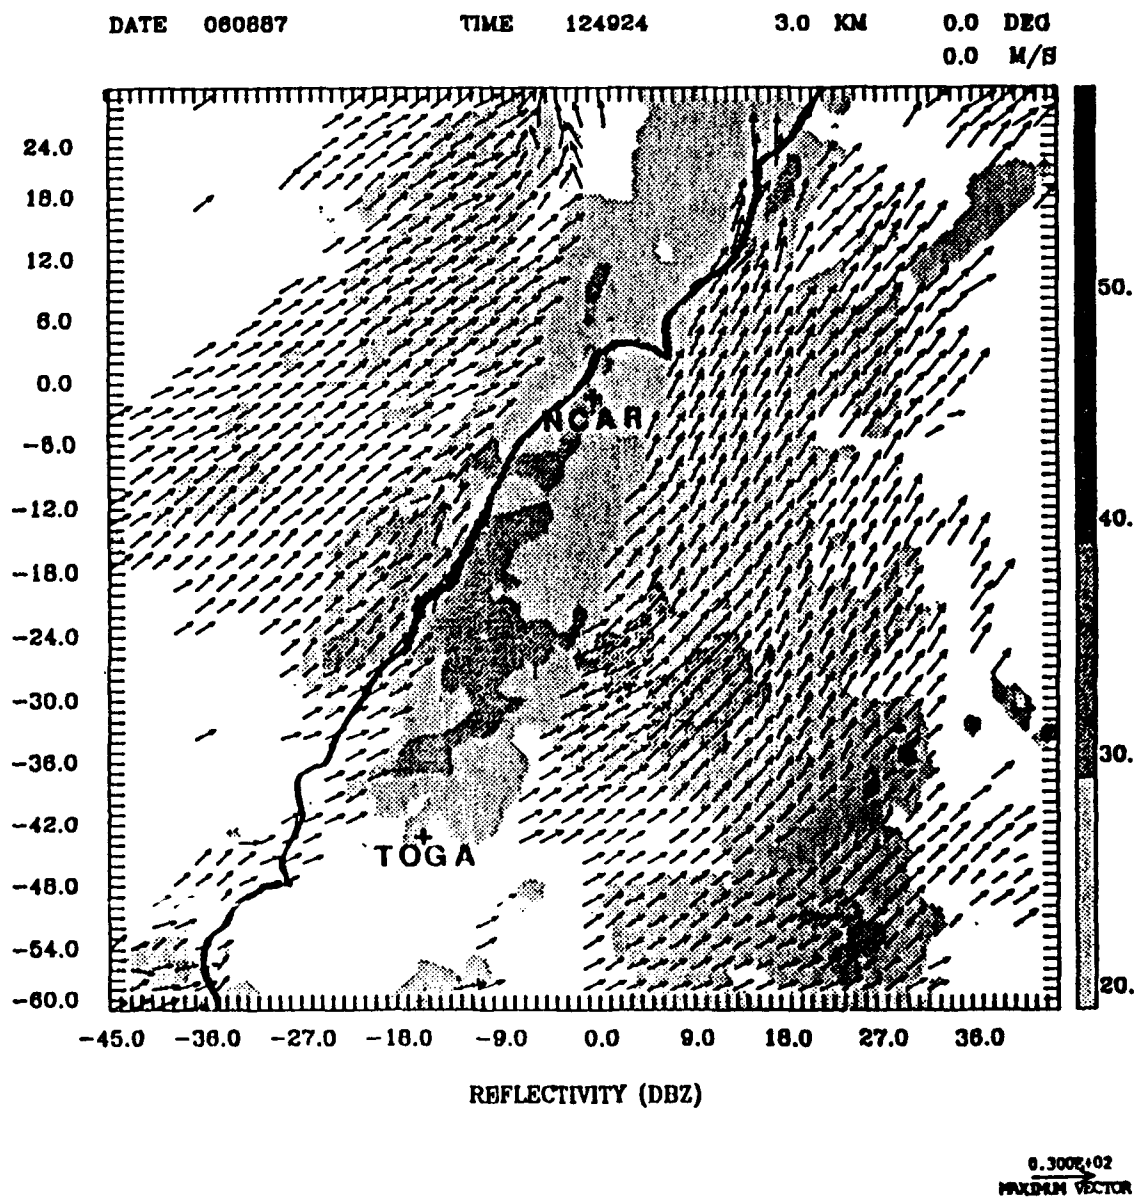 DATE 060887 TIME 124924 3.0 KM 0.0 DEG
0.0 M/S
24.0
18.0
12.0
6.0
0.0
-6.0
-12.0
-18.0
-24.0
-30.0
-36.0
-42.0
-48.0
-54.0
-60.0
NCAR
TOGA
50.
40.
30.
20.
-45.0 -36.0 -27.0 -18.0 -9.0 0.0 9.0 18.0 27.0 36.0
REFLECTIVITY (DBZ)
0.300E+02
MAXIMUM VECTOR